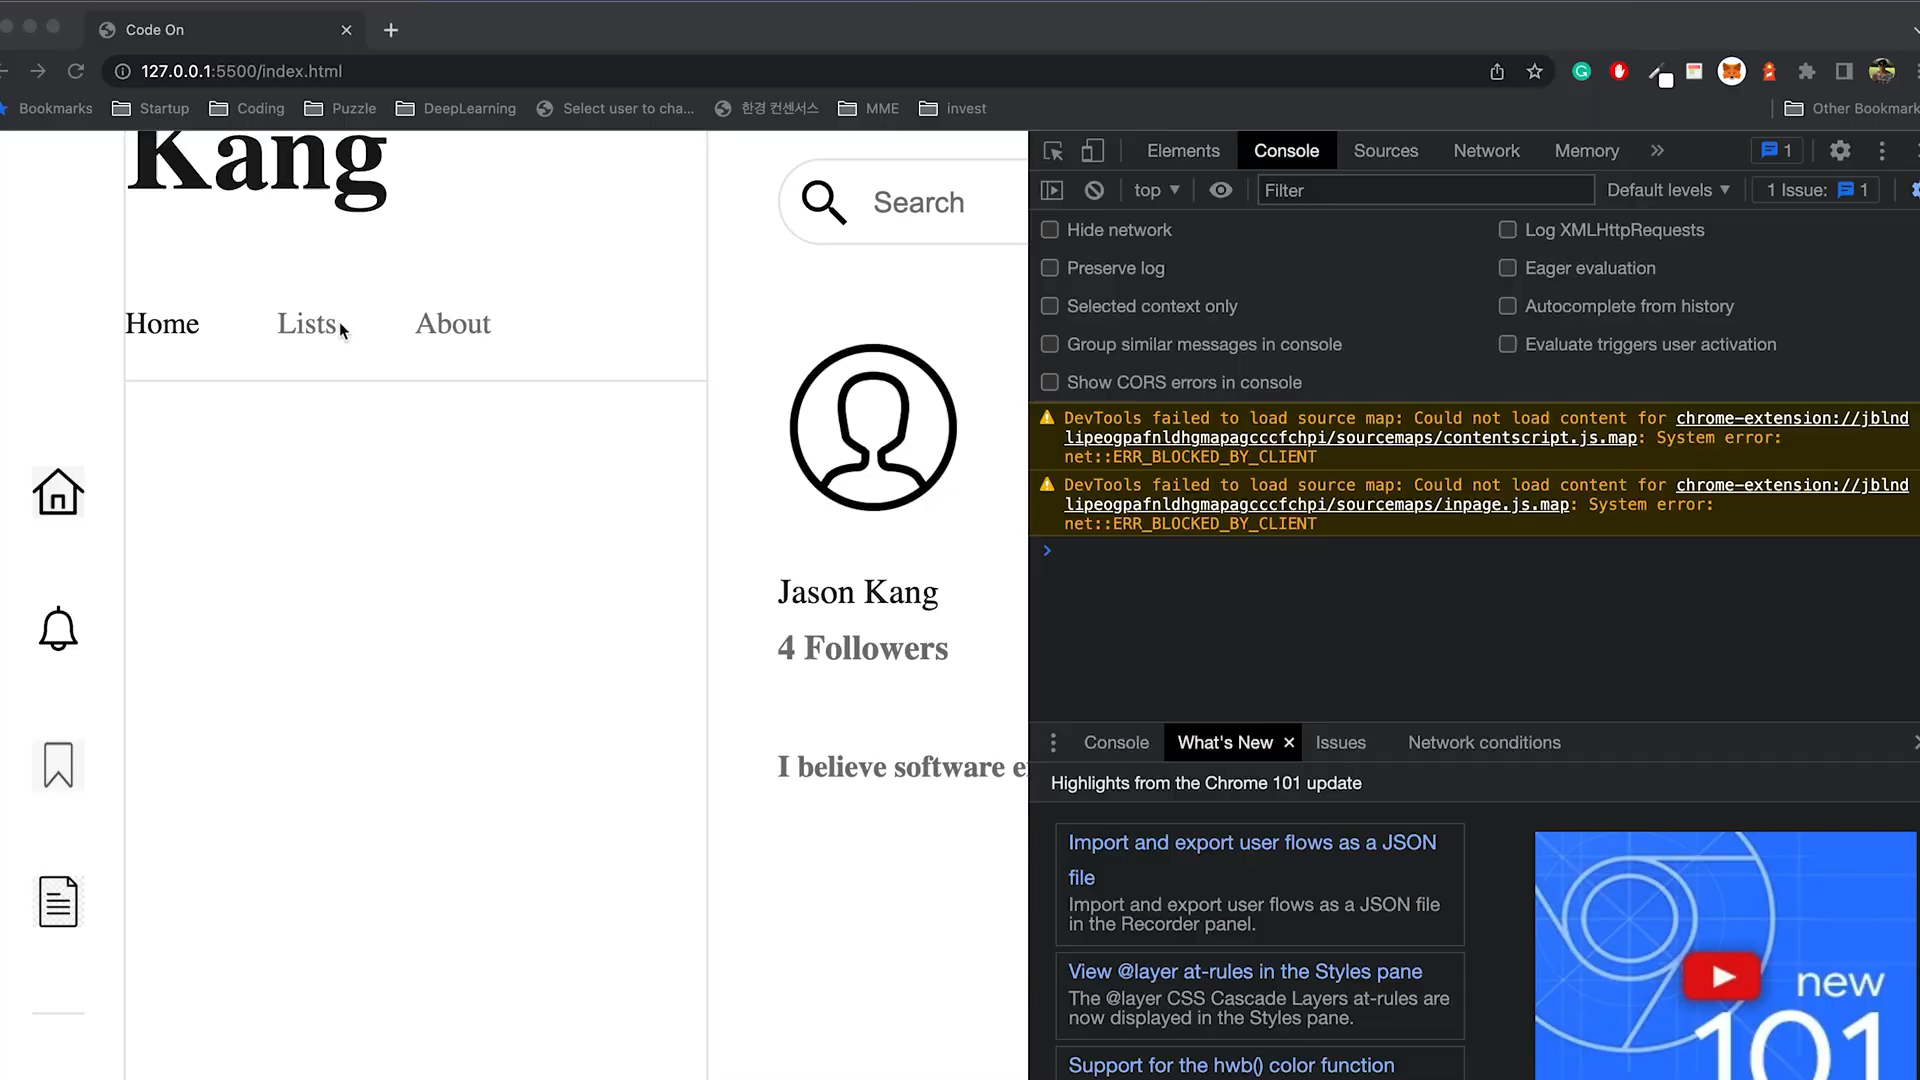 Code On
127.0.0.1:5500/index.html
Bookmarks Startup Coding Puzzle DeepLearning Select user to cha... 한경 컨센서스 MME invest Other Bookmark
Kang
Home Lists About
Search
Jason Kang
4 Followers
I believe software e
Elements Console Sources Network Memory 1
top Filter Default levels 1 Issue: 1
Hide network Log XMLHttpRequests
Preserve log Eager evaluation
Selected context only Autocomplete from history
Group similar messages in console Evaluate triggers user activation
Show CORS errors in console
DevTools failed to load source map: Could not load content for chrome-extension://jblnd
lipeogpafnldhgmapagcccfchpi/sourcemaps/contentscript.js.map: System error:
net::ERR_BLOCKED_BY_CLIENT
DevTools failed to load source map: Could not load content for chrome-extension://jblnd
lipeogpafnldhgmapagcccfchpi/sourcemaps/inpage.js.map: System error:
net::ERR_BLOCKED_BY_CLIENT
Console What's New Issues Network conditions
Highlights from the Chrome 101 update
Import and export user flows as a JSON
file
Import and export user flows as a JSON file
in the Recorder panel.
View @layer at-rules in the Styles pane
The @layer CSS Cascade Layers at-rules are
now displayed in the Styles pane.
Support for the hwb() color function
new
101